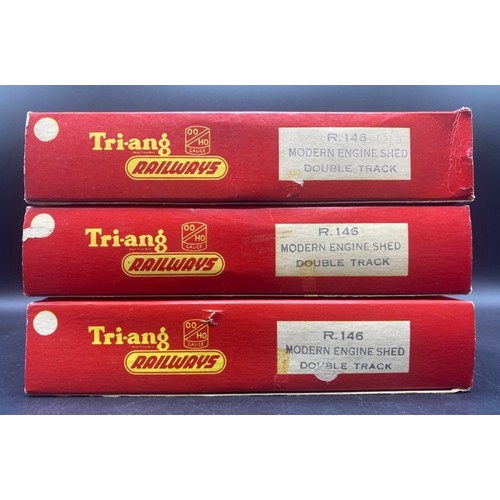 Tri-ang
OO/HO
GAUGE
RAILWAYS
R.146
MODERN ENGINE SHED
DOUBLE TRACK
Tri-ang
OO/HO
GAUGE
RAILWAYS
R.146
MODERN ENGINE SHED
DOUBLE TRACK
Tri-ang
OO/HO
GAUGE
RAILWAYS
R.146
MODERN ENGINE SHED
DOUBLE TRACK